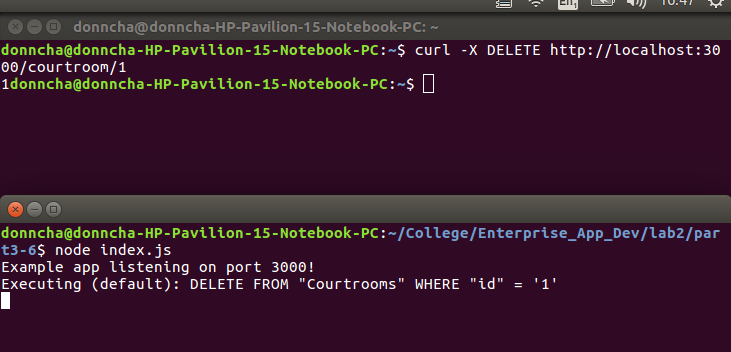 En 16:47
donncha@donncha-HP-Pavilion-15-Notebook-PC: ~
donncha@donncha-HP-Pavilion-15-Notebook-PC:~$ curl -X DELETE http://localhost:30
00/courtroom/1
1donncha@donncha-HP-Pavilion-15-Notebook-PC:~$
donncha@donncha-HP-Pavilion-15-Notebook-PC:~/College/Enterprise_App_Dev/lab2/par
t3-6$ node index.js
Example app listening on port 3000!
Executing (default): DELETE FROM "Courtrooms" WHERE "id" = '1'